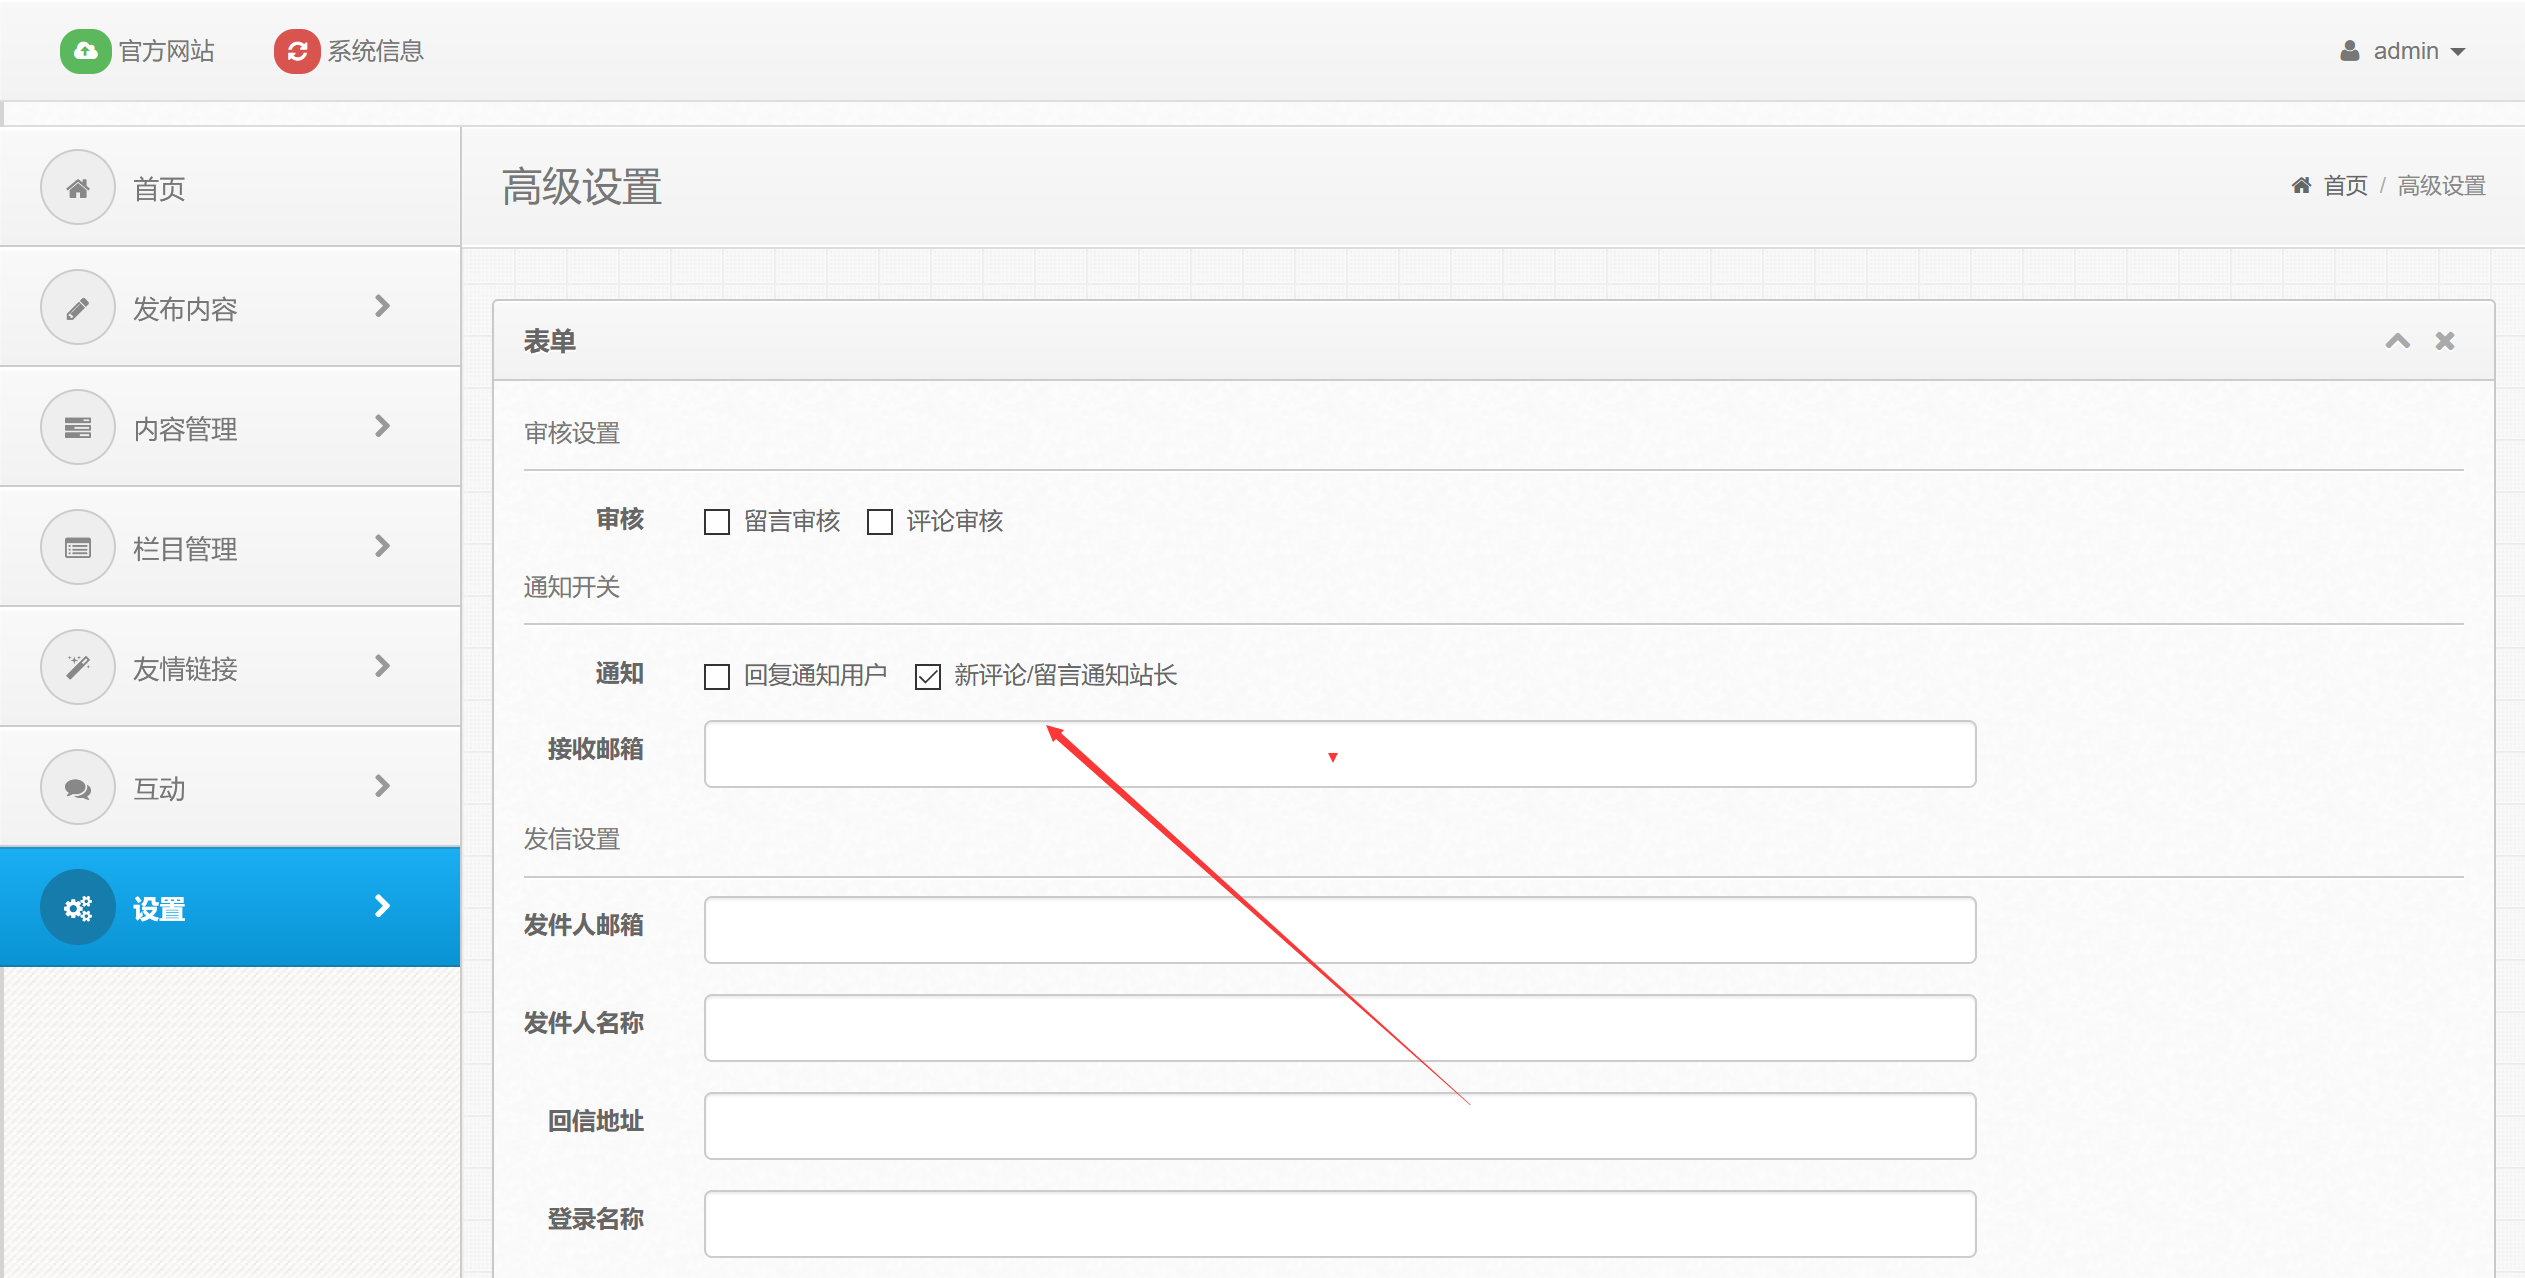 官方网站 系统信息 admin
首页
发布内容
内容管理
栏目管理
友情链接
互动
设置
高级设置
首页 / 高级设置
表单
审核设置
审核 留言审核 评论审核
通知开关
通知 回复通知用户 新评论/留言通知站长
接收邮箱
发信设置
发件人邮箱
发件人名称
回信地址
登录名称